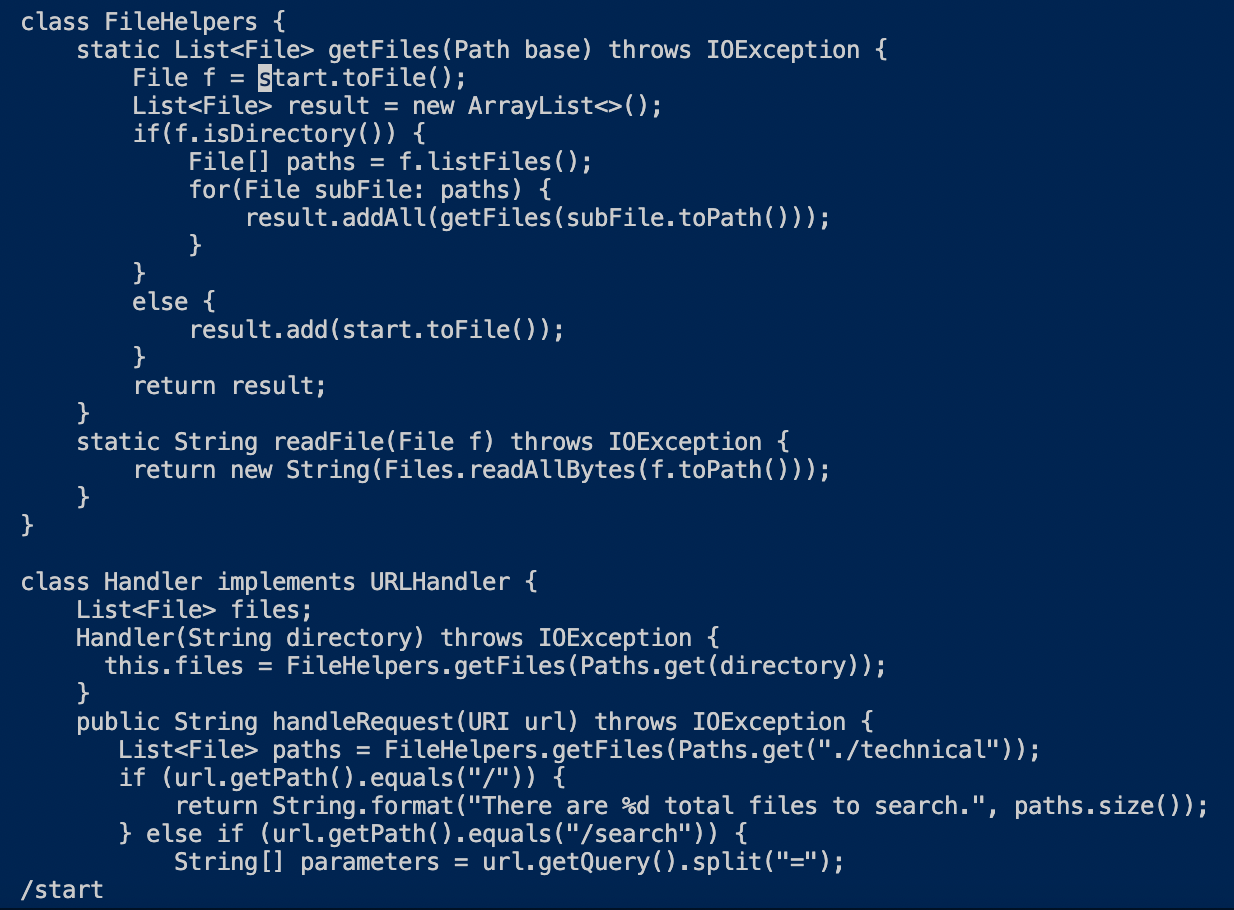 class FileHelpers {
    static List<File> getFiles(Path base) throws IOException {
        File f = start.toFile();
        List<File> result = new ArrayList<>();
        if(f.isDirectory()) {
            File[] paths = f.listFiles();
            for(File subFile: paths) {
                result.addAll(getFiles(subFile.toPath()));
            }
        }
        else {
            result.add(start.toFile());
        }
        return result;
    }
    static String readFile(File f) throws IOException {
        return new String(Files.readAllBytes(f.toPath()));
    }
}

class Handler implements URLHandler {
    List<File> files;
    Handler(String directory) throws IOException {
      this.files = FileHelpers.getFiles(Paths.get(directory));
    }
    public String handleRequest(URI url) throws IOException {
       List<File> paths = FileHelpers.getFiles(Paths.get("./technical"));
       if (url.getPath().equals("/")) {
           return String.format("There are %d total files to search.", paths.size());
       } else if (url.getPath().equals("/search")) {
           String[] parameters = url.getQuery().split("=");
/start